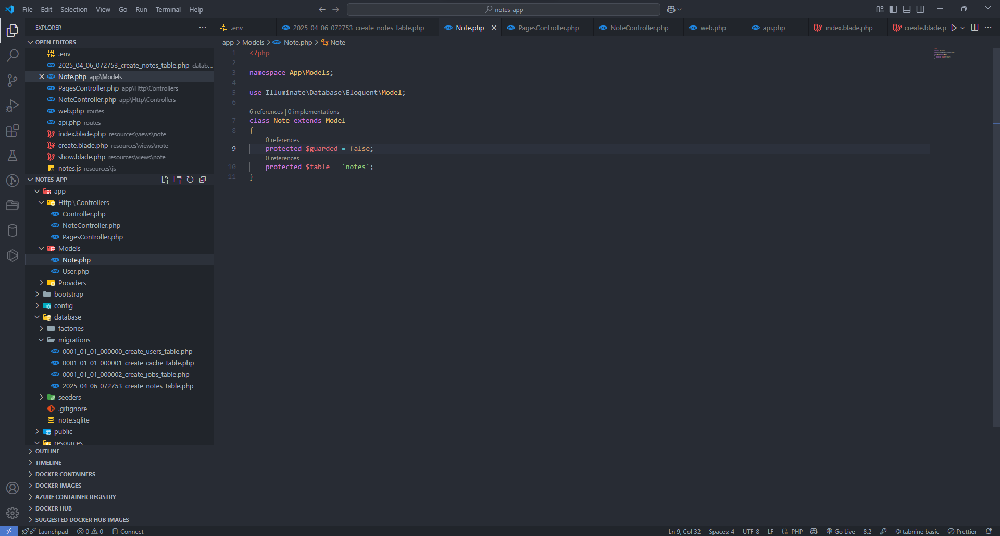 File Edit Selection View Go Run Terminal Help
notes-app
EXPLORER
.env
2025_04_06_072753_create_notes_table.php
Note.php
PagesController.php
NoteController.php
web.php
api.php
index.blade.php
create.blade.p
OPEN EDITORS
.env
2025_04_06_072753_create_notes_table.php datab...
Note.php app\Models
PagesController.php app\Http\Controllers
NoteController.php app\Http\Controllers
web.php routes
api.php routes
index.blade.php resources\views\note
create.blade.php resources\views\note
show.blade.php resources\views\note
notes.js resources\js
NOTES-APP
app
Http\Controllers
Controller.php
NoteController.php
PagesController.php
Models
Note.php
User.php
Providers
bootstrap
config
database
factories
migrations
0001_01_01_000000_create_users_table.php
0001_01_01_000001_create_cache_table.php
0001_01_01_000002_create_jobs_table.php
2025_04_06_072753_create_notes_table.php
seeders
.gitignore
note.sqlite
public
resources
OUTLINE
TIMELINE
DOCKER CONTAINERS
DOCKER IMAGES
AZURE CONTAINER REGISTRY
DOCKER HUB
SUGGESTED DOCKER HUB IMAGES
app > Models > Note.php > Note
1 <?php
2
3 namespace App\Models;
4
5 use Illuminate\Database\Eloquent\Model;
6
6 references | 0 implementations
7 class Note extends Model
8 {
0 references
9 protected $guarded = false;
0 references
10 protected $table = 'notes';
11 }
Launchpad 0 0 Connect
Ln 9, Col 32 Spaces: 4 UTF-8 LF {} PHP Go Live 8.2 tabnine basic Prettier